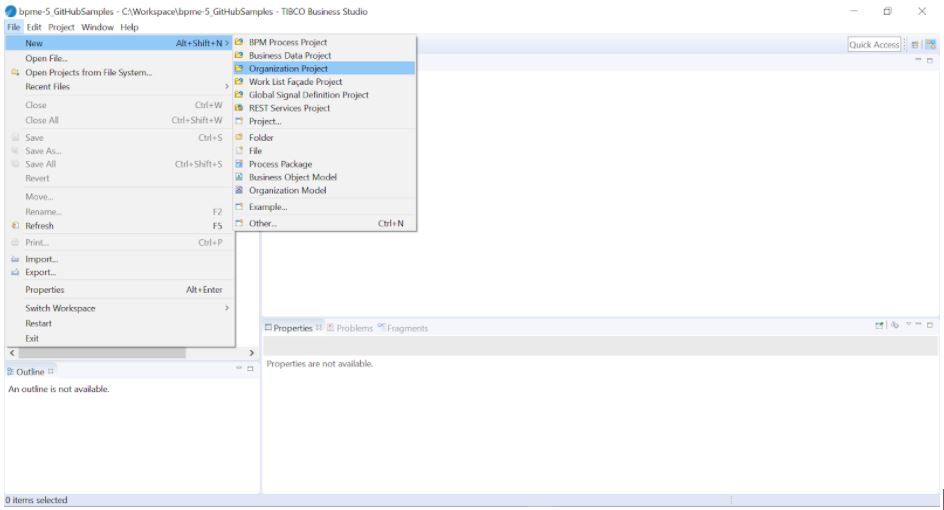 bpme-5_GitHubSamples - C:\Workspace\bpme-5_GitHubSamples - TIBCO Business Studio
File Edit Project Window Help
New Alt+Shift+N >
Open File...
Open Projects from File System...
Recent Files >
Close Ctrl+W
Close All Ctrl+Shift+W
Save Ctrl+S
Save As...
Save All Ctrl+Shift+S
Revert
Move...
Rename... F2
Refresh F5
Print... Ctrl+P
Import...
Export...
Properties Alt+Enter
Switch Workspace >
Restart
Exit
BPM Process Project
Business Data Project
Organization Project
Work List Façade Project
Global Signal Definition Project
REST Services Project
Project...
Folder
File
Process Package
Business Object Model
Organization Model
Example...
Other... Ctrl+N
Quick Access
Properties Problems Fragments
Properties are not available.
Outline
An outline is not available.
0 items selected